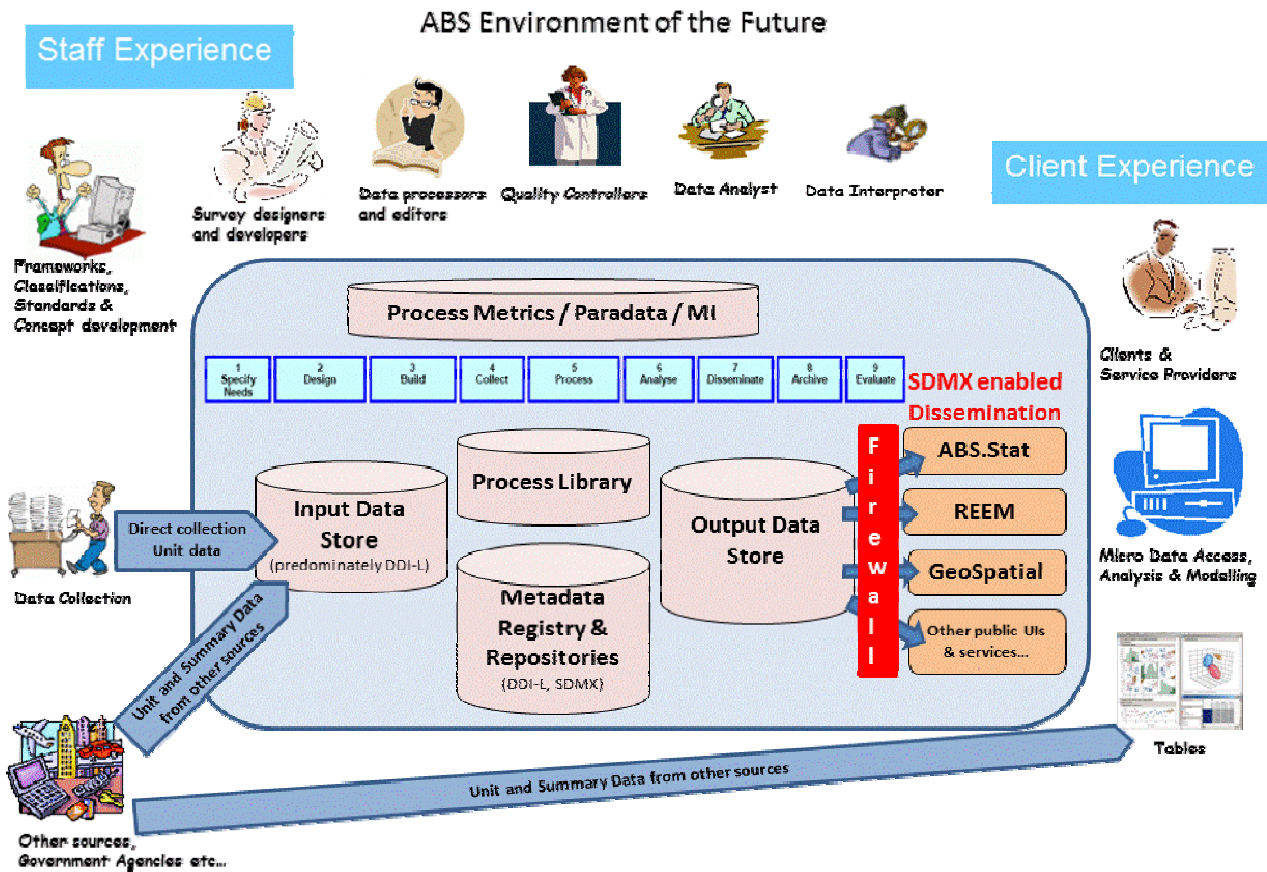 ABS Environment of the Future
Staff Experience
Client Experience
Frameworks,
Classifications,
Standards &
Concept development
Survey designers
and developers
Data processors
and editors
Quality Controllers
Data Analyst
Data Interpreter
Clients &
Service Providers
Process Metrics / Paradata / MI
1
Specify
Needs
2
Design
3
Build
4
Collect
5
Process
6
Analyse
7
Disseminate
8
Archive
9
Evaluate
SDMX enabled
Dissemination
Firewall
ABS.Stat
REEM
GeoSpatial
Other public UIs
& services...
Process Library
Input Data
Store
(predominately DDI-L)
Output Data
Store
Metadata
Registry &
Repositories
(DDI-L, SDMX)
Direct collection
Unit data
Data Collection
Unit and Summary Data
from other sources
Micro Data Access,
Analysis & Modelling
Tables
Unit and Summary Data from other sources
Other sources,
Government Agencies etc...